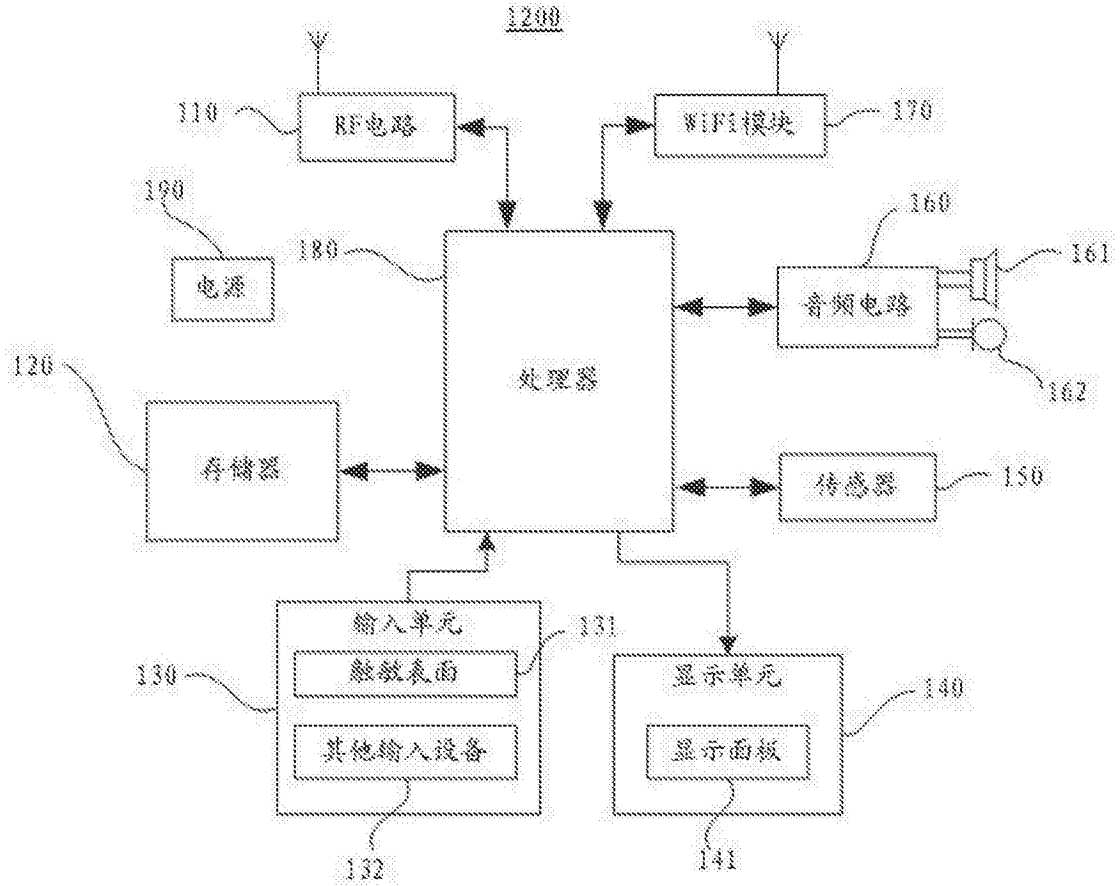 1200
110
RF电路
WiFi模块
170
190
电源
180
160
音频电路
161
162
处理器
120
存储器
传感器
150
输入单元
131
触敏表面
130
其他输入设备
132
显示单元
140
显示面板
141